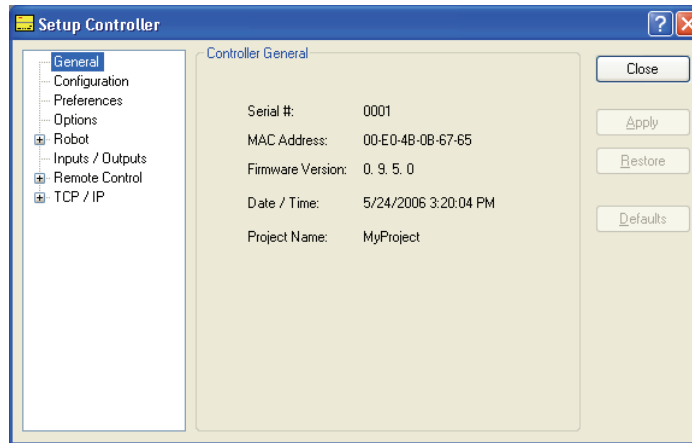 Setup Controller
General
Configuration
Preferences
Options
Robot
Inputs / Outputs
Remote Control
TCP / IP
Controller General
Serial #: 0001
MAC Address: 00-E0-4B-0B-67-65
Firmware Version: 0. 9. 5. 0
Date / Time: 5/24/2006 3:20:04 PM
Project Name: MyProject
Close
Apply
Restore
Defaults